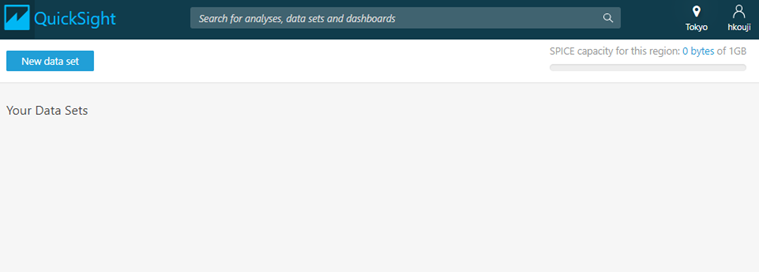 QuickSight
Search for analyses, data sets and dashboards
Tokyo
hkouji
New data set
SPICE capacity for this region: 0 bytes of 1GB
Your Data Sets